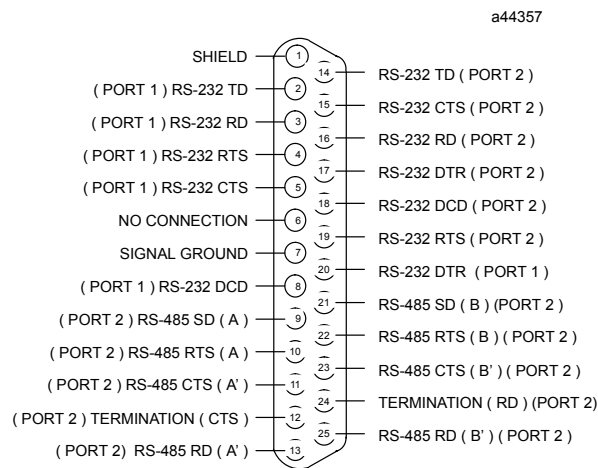 a44357
SHIELD 1
( PORT 1 ) RS-232 TD 2
( PORT 1 ) RS-232 RD 3
( PORT 1 ) RS-232 RTS 4
( PORT 1 ) RS-232 CTS 5
NO CONNECTION 6
SIGNAL GROUND 7
( PORT 1 ) RS-232 DCD 8
( PORT 2 ) RS-485 SD ( A ) 9
( PORT 2 ) RS-485 RTS ( A ) 10
( PORT 2 ) RS-485 CTS ( A' ) 11
( PORT 2 ) TERMINATION ( CTS ) 12
( PORT 2) RS-485 RD ( A' ) 13
14 RS-232 TD ( PORT 2 )
15 RS-232 CTS ( PORT 2 )
16 RS-232 RD ( PORT 2 )
17 RS-232 DTR ( PORT 2 )
18 RS-232 DCD ( PORT 2 )
19 RS-232 RTS ( PORT 2 )
20 RS-232 DTR ( PORT 1 )
21 RS-485 SD ( B ) (PORT 2 )
22 RS-485 RTS ( B ) ( PORT 2 )
23 RS-485 CTS ( B' ) ( PORT 2 )
24 TERMINATION ( RD ) (PORT 2)
25 RS-485 RD ( B' ) ( PORT 2 )